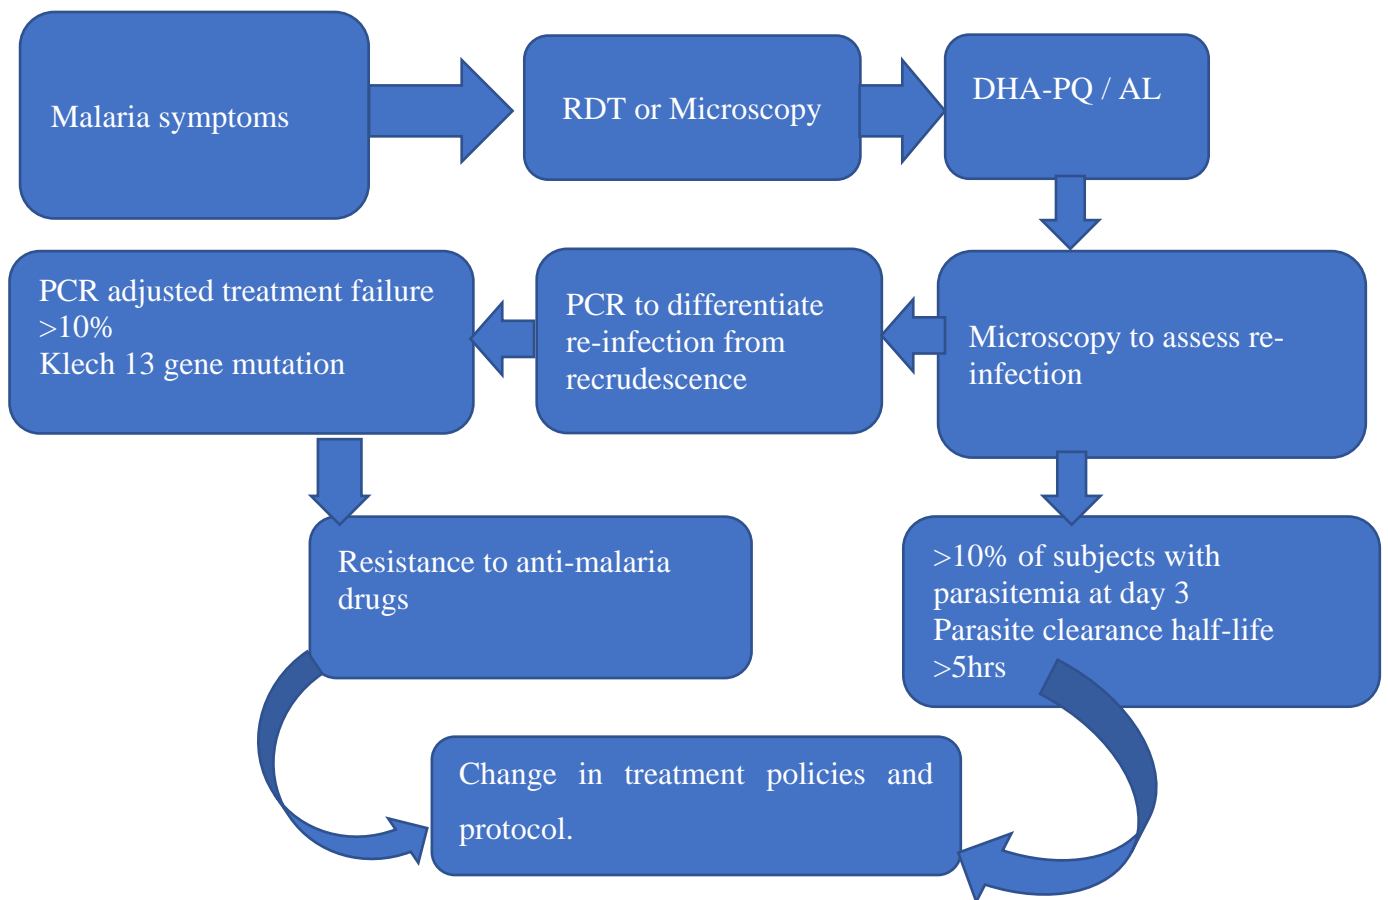 Malaria symptoms
RDT or Microscopy
DHA-PQ / AL
PCR adjusted treatment failure
>10%
Klech 13 gene mutation
PCR to differentiate
re-infection from
recrudescence
Microscopy to assess re-
infection
Resistance to anti-malaria
drugs
>10% of subjects with
parasitemia at day 3
Parasite clearance half-life
>5hrs
Change in treatment policies and
protocol.